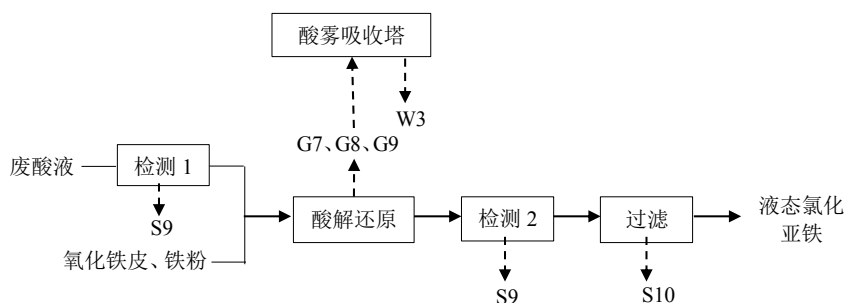 酸雾吸收塔
W3
G7、G8、G9
废酸液
检测 1
S9
氧化铁皮、铁粉
酸解还原
检测 2
过滤
液态氯化
亚铁
S9
S10